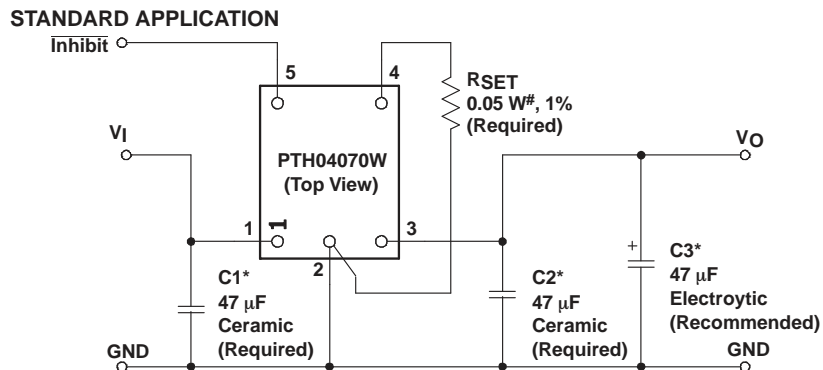 STANDARD APPLICATION
Inhibit
5
4
RSET
0.05 W#, 1%
(Required)
VI
VO
PTH04070W
(Top View)
1
1
3
2
C1*
47 μF
Ceramic
(Required)
C2*
47 μF
Ceramic
(Required)
+
C3*
47 μF
Electroytic
(Recommended)
GND
GND